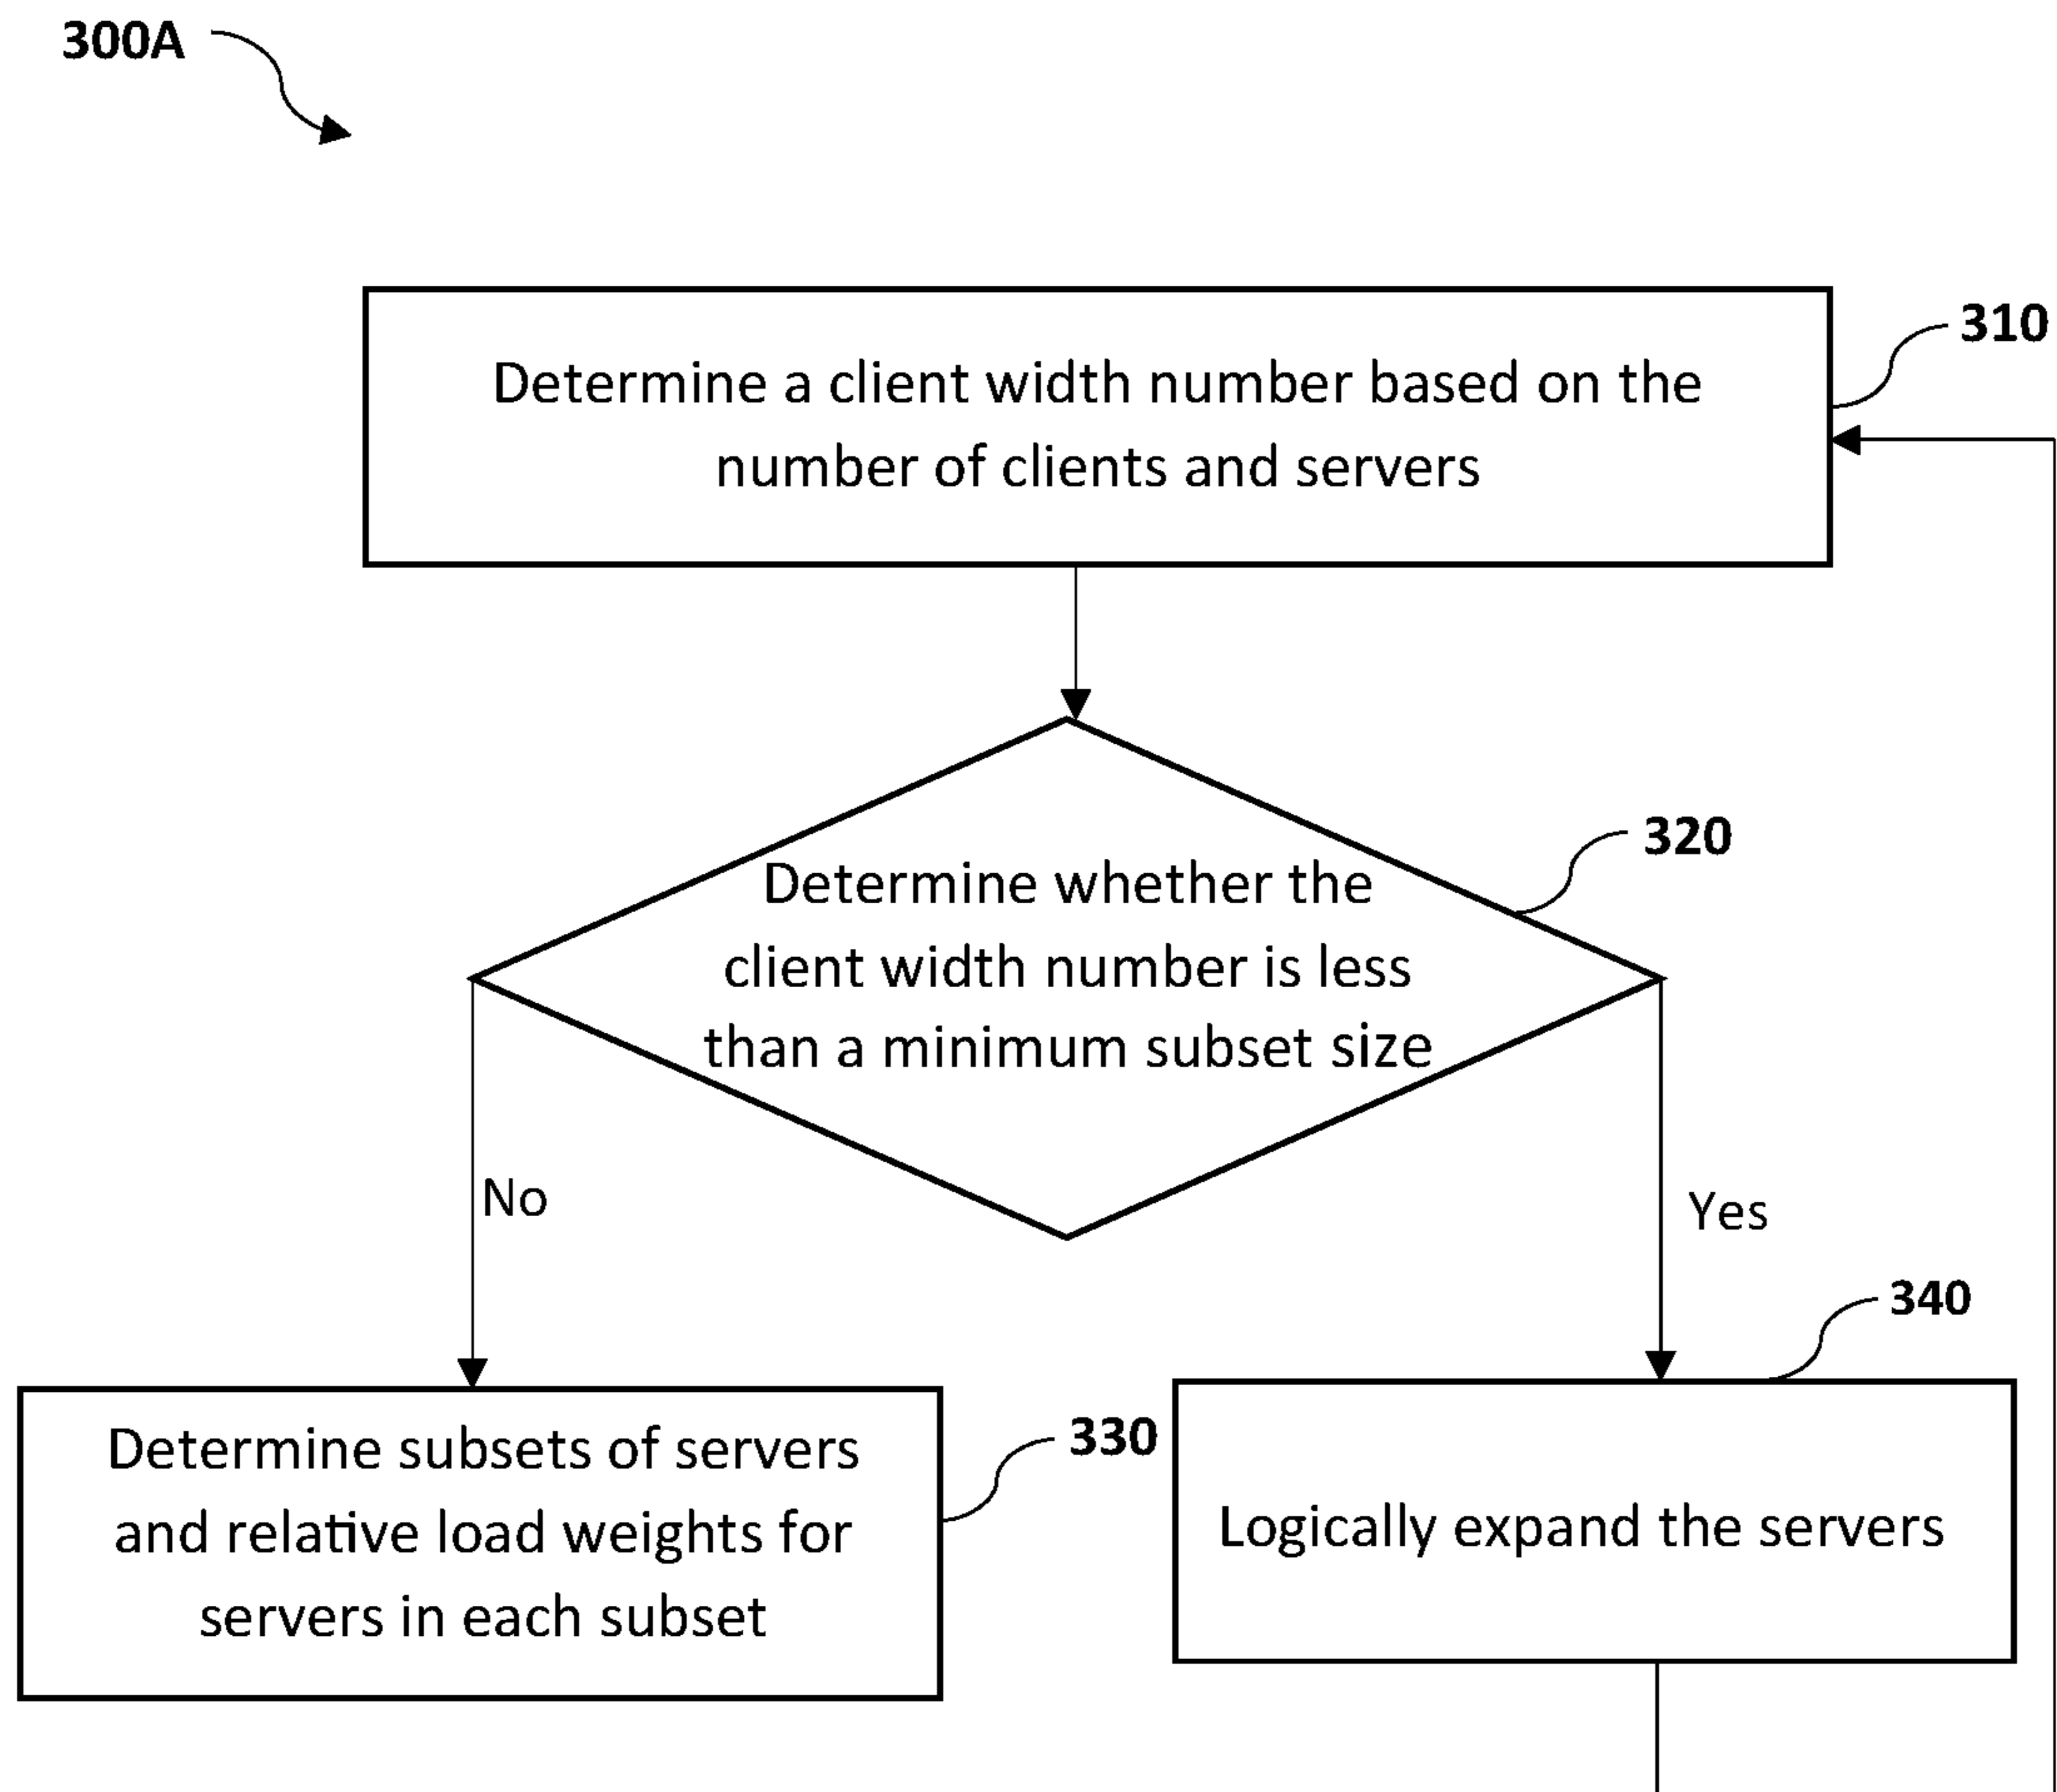 300A
310
Determine a client width number based on the
number of clients and servers
320
Determine whether the
client width number is less
than a minimum subset size
No
Yes
340
330
Determine subsets of servers
and relative load weights for
servers in each subset
Logically expand the servers